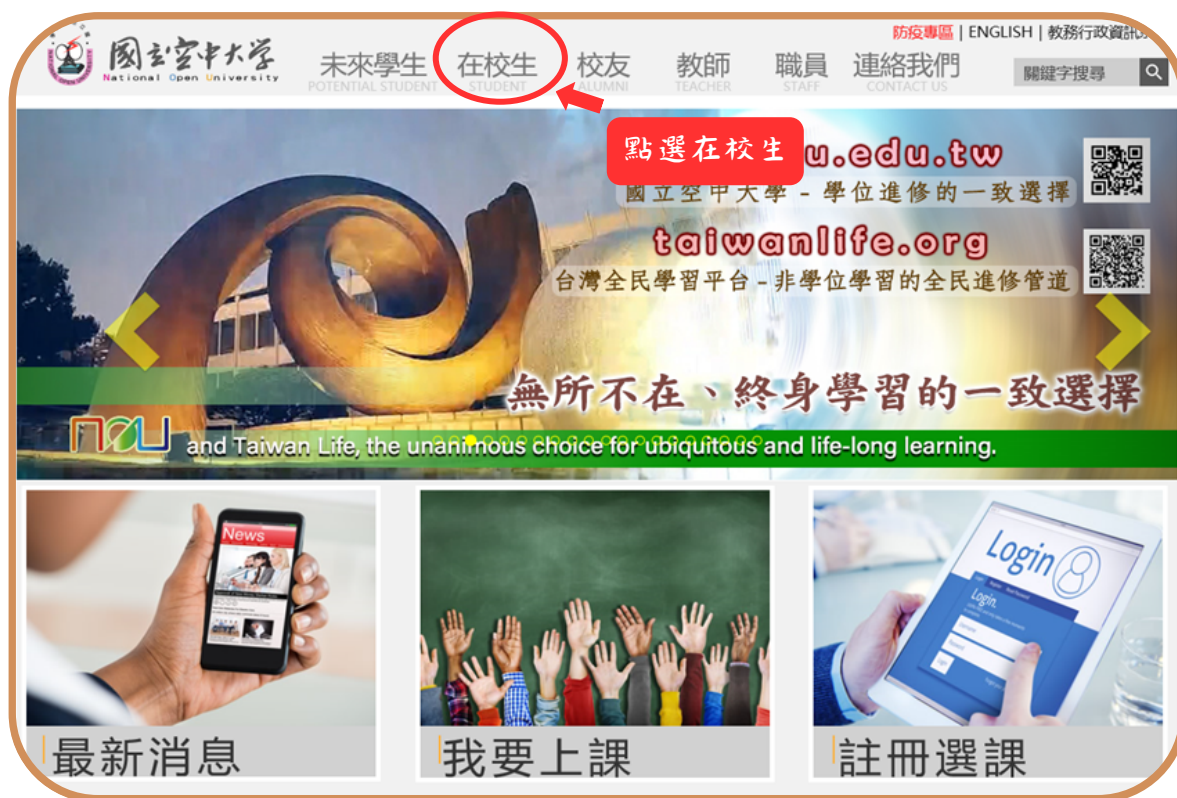 防疫專區 | ENGLISH | 教務行政資訊
國立空中大學
National Open University
未來學生 在校生 校友 教師 職員 連絡我們
POTENTIAL STUDENT STUDENT ALUMNI TEACHER STAFF CONTACT US
關鍵字搜尋
點選在校生
u.edu.tw
國立空中大學 - 學位進修的一致選擇
taiwanlife.org
台灣全民學習平台 - 非學位學習的全民進修管道
無所不在、終身學習的一致選擇
nou and Taiwan Life, the unanimous choice for ubiquitous and life-long learning.
News
Login
Login
Login.
Username
Password
Login
最新消息
我要上課
註冊選課